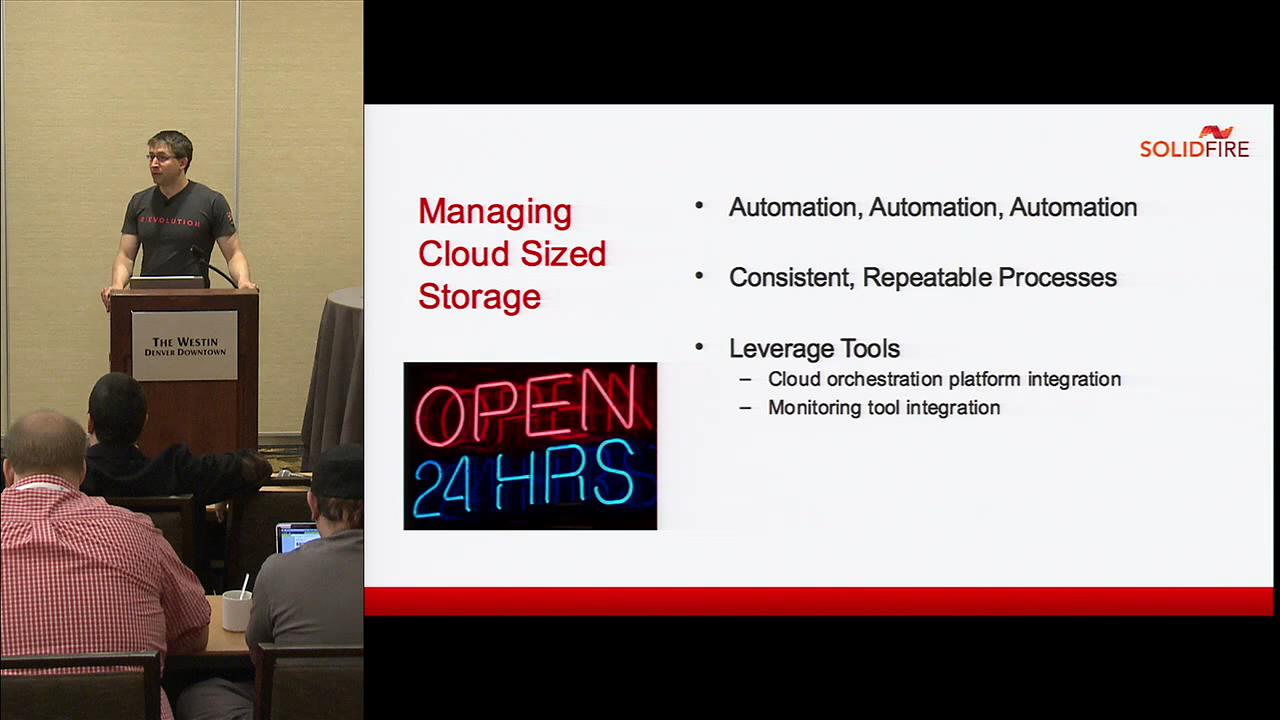 R/EVOLUTION
THE WESTIN
DENVER DOWNTOWN
SOLIDFIRE
Managing
Cloud Sized
Storage
OPEN
24 HRS
• Automation, Automation, Automation
• Consistent, Repeatable Processes
• Leverage Tools
– Cloud orchestration platform integration
– Monitoring tool integration